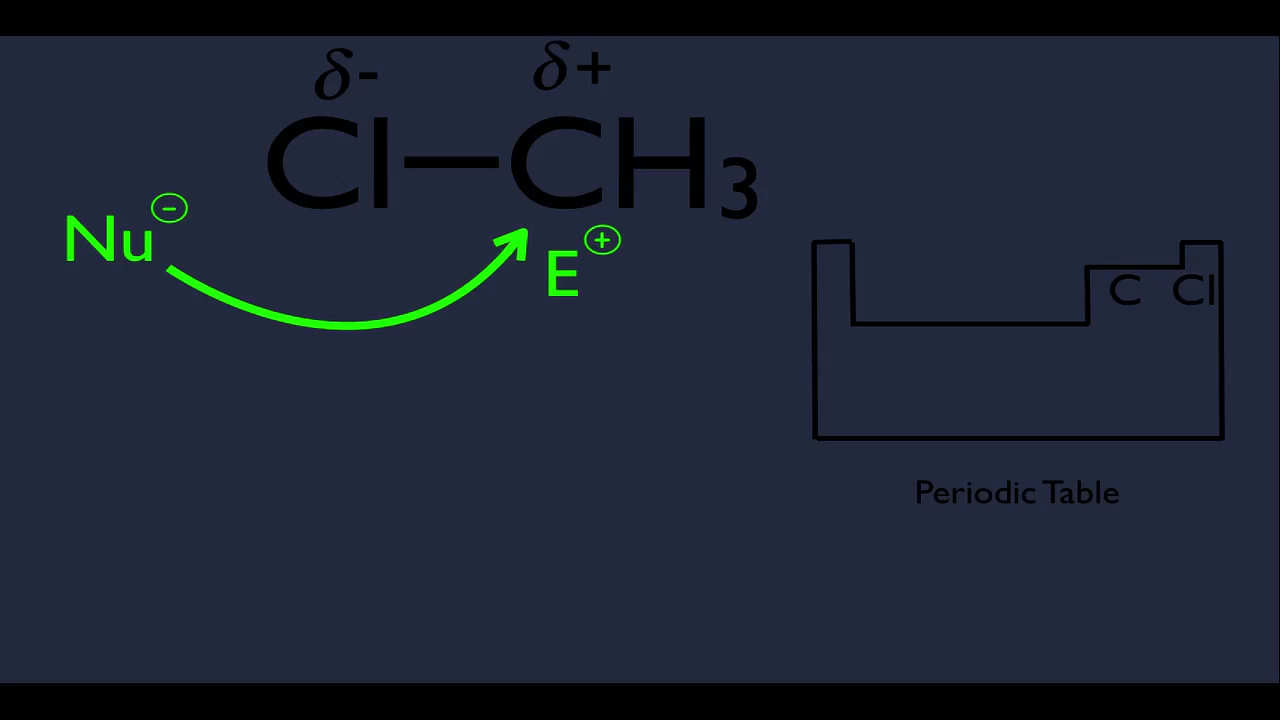 δ- δ+
Cl—CH₃
Nu⊖
E⊕
C Cl
Periodic Table